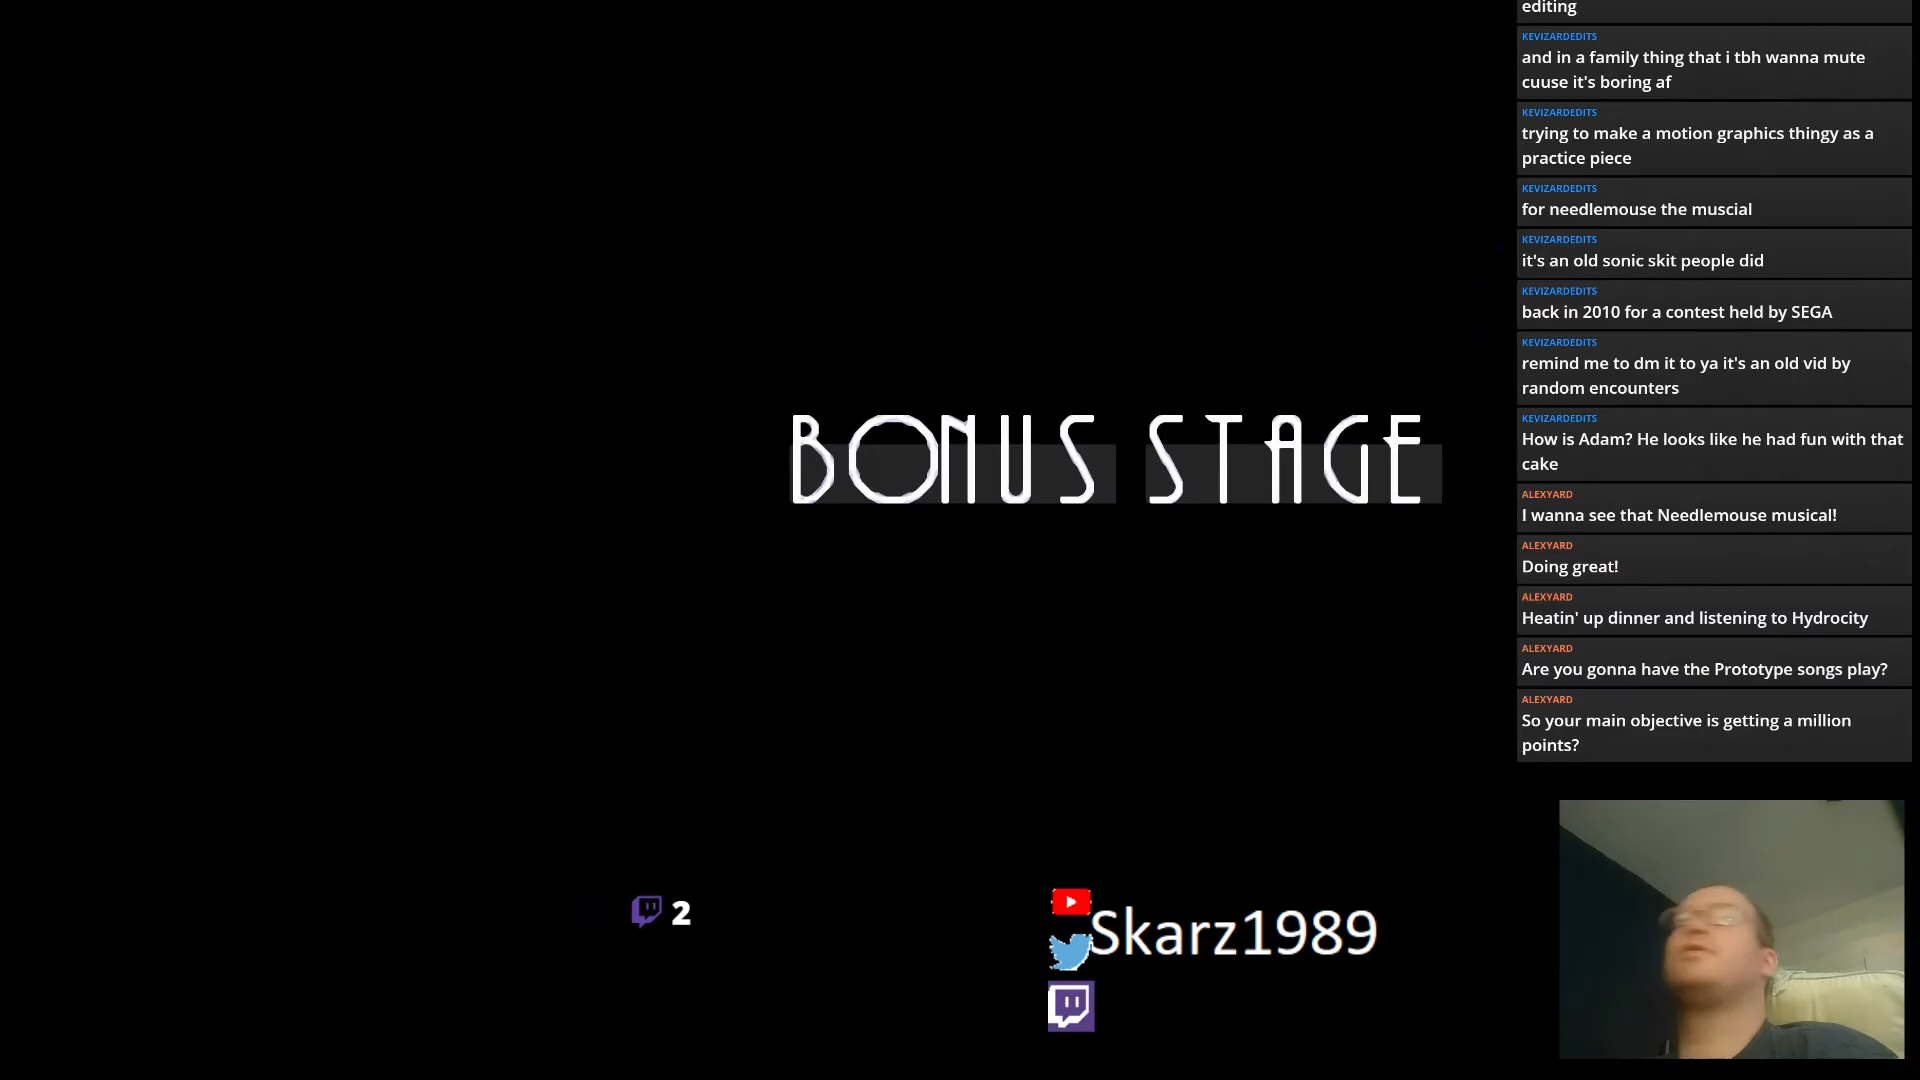 editing
KEVIZARDEDITS
and in a family thing that i tbh wanna mute
cuuse it's boring af
KEVIZARDEDITS
trying to make a motion graphics thingy as a
practice piece
KEVIZARDEDITS
for needlemouse the muscial
KEVIZARDEDITS
it's an old sonic skit people did
KEVIZARDEDITS
back in 2010 for a contest held by SEGA
KEVIZARDEDITS
remind me to dm it to ya it's an old vid by
random encounters
KEVIZARDEDITS
How is Adam? He looks like he had fun with that
cake
ALEXYARD
I wanna see that Needlemouse musical!
ALEXYARD
Doing great!
ALEXYARD
Heatin' up dinner and listening to Hydrocity
ALEXYARD
Are you gonna have the Prototype songs play?
ALEXYARD
So your main objective is getting a million
points?
BONUS STAGE
2
Skarz1989